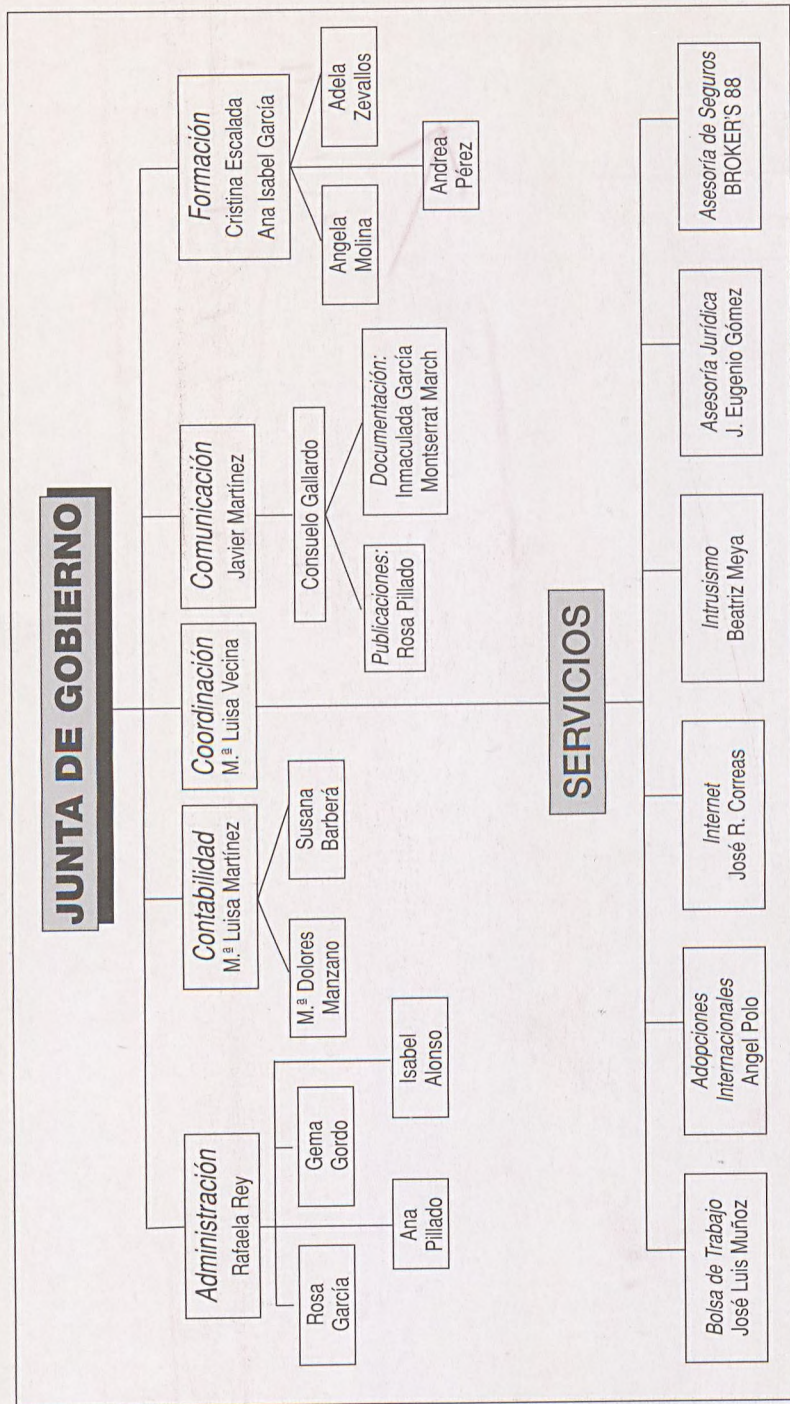 JUNTA DE GOBIERNO
Administración
Rafaela Rey
Rosa
García
Gema
Gordo
Ana
Pillado
Isabel
Alonso
Contabilidad
M.ª Luisa Martínez
M.ª Dolores
Manzano
Susana
Barberá
Coordinación
M.ª Luisa Vecina
Comunicación
Javier Martínez
Consuelo Gallardo
Publicaciones:
Rosa Pillado
Documentación:
Inmaculada García
Montserrat March
Formación
Cristina Escalada
Ana Isabel García
Angela
Molina
Adela
Zevallos
Andrea
Pérez
SERVICIOS
Bolsa de Trabajo
José Luis Muñoz
Adopciones
Internacionales
Angel Polo
Internet
José R. Correas
Intrusismo
Beatriz Meya
Asesoría Jurídica
J. Eugenio Gómez
Asesoría de Seguros
BROKER'S 88